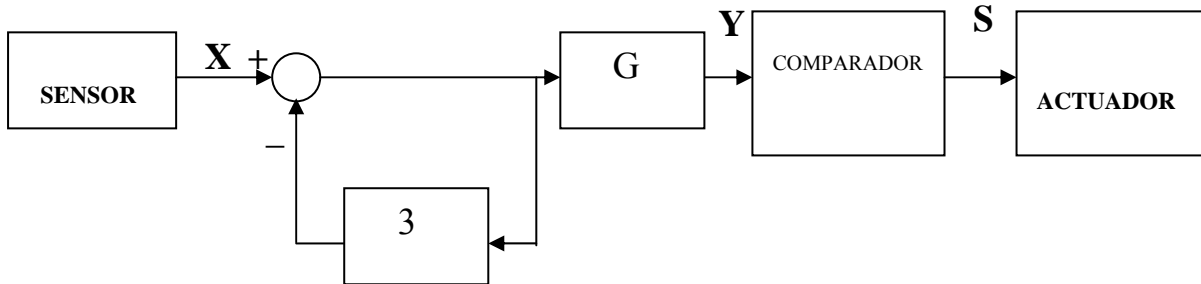 SENSOR
X +
−
3
G
Y
COMPARADOR
S
ACTUADOR